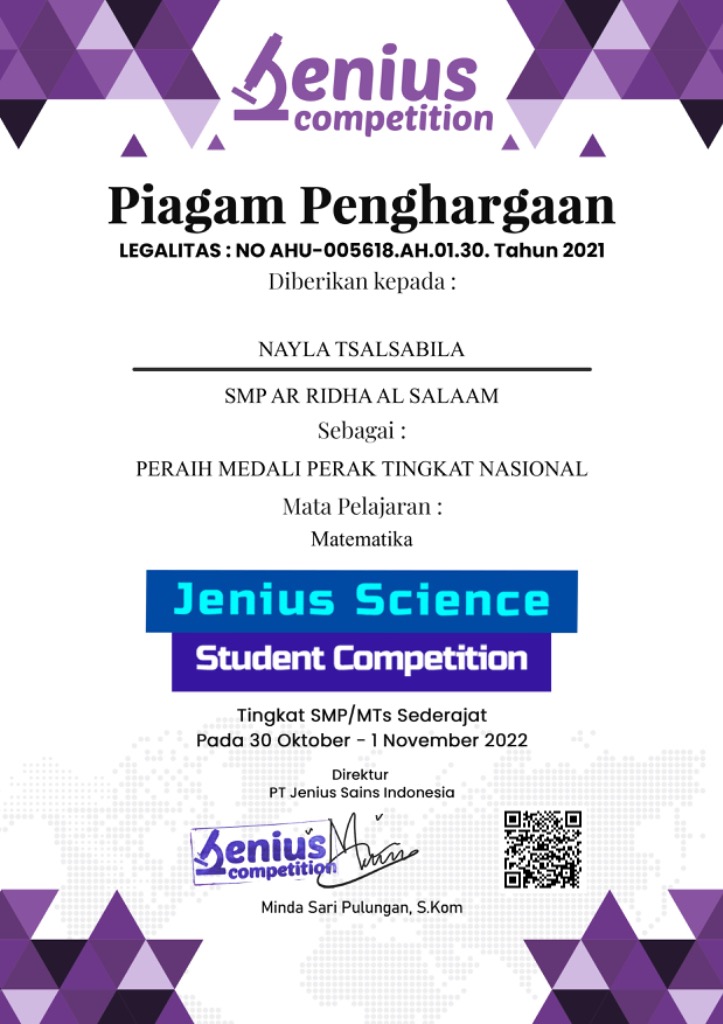 Jenius
competition
Piagam Penghargaan
LEGALITAS : NO AHU-005618.AH.01.30. Tahun 2021
Diberikan kepada :
NAYLA TSALSABILA
SMP AR RIDHA AL SALAAM
Sebagai :
PERAIH MEDALI PERAK TINGKAT NASIONAL
Mata Pelajaran :
Matematika
Jenius Science
Student Competition
Tingkat SMP/MTs Sederajat
Pada 30 Oktober - 1 November 2022
Direktur
PT Jenius Sains Indonesia
Jenius
competition
Minda Sari Pulungan, S.Kom